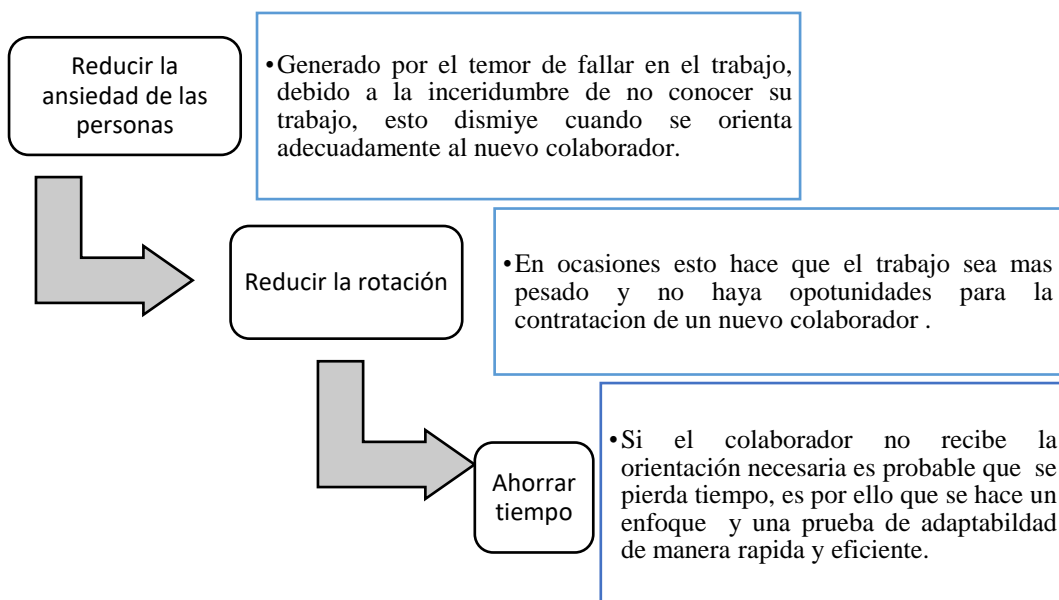 Reducir la
ansiedad de las
personas
•Generado por el temor de fallar en el trabajo,
debido a la inceridumbre de no conocer su
trabajo, esto dismiye cuando se orienta
adecuadamente al nuevo colaborador.
Reducir la rotación
•En ocasiones esto hace que el trabajo sea mas
pesado y no haya opotunidades para la
contratacion de un nuevo colaborador .
Ahorrar
tiempo
•Si el colaborador no recibe la
orientación necesaria es probable que se
pierda tiempo, es por ello que se hace un
enfoque y una prueba de adaptabildad
de manera rapida y eficiente.